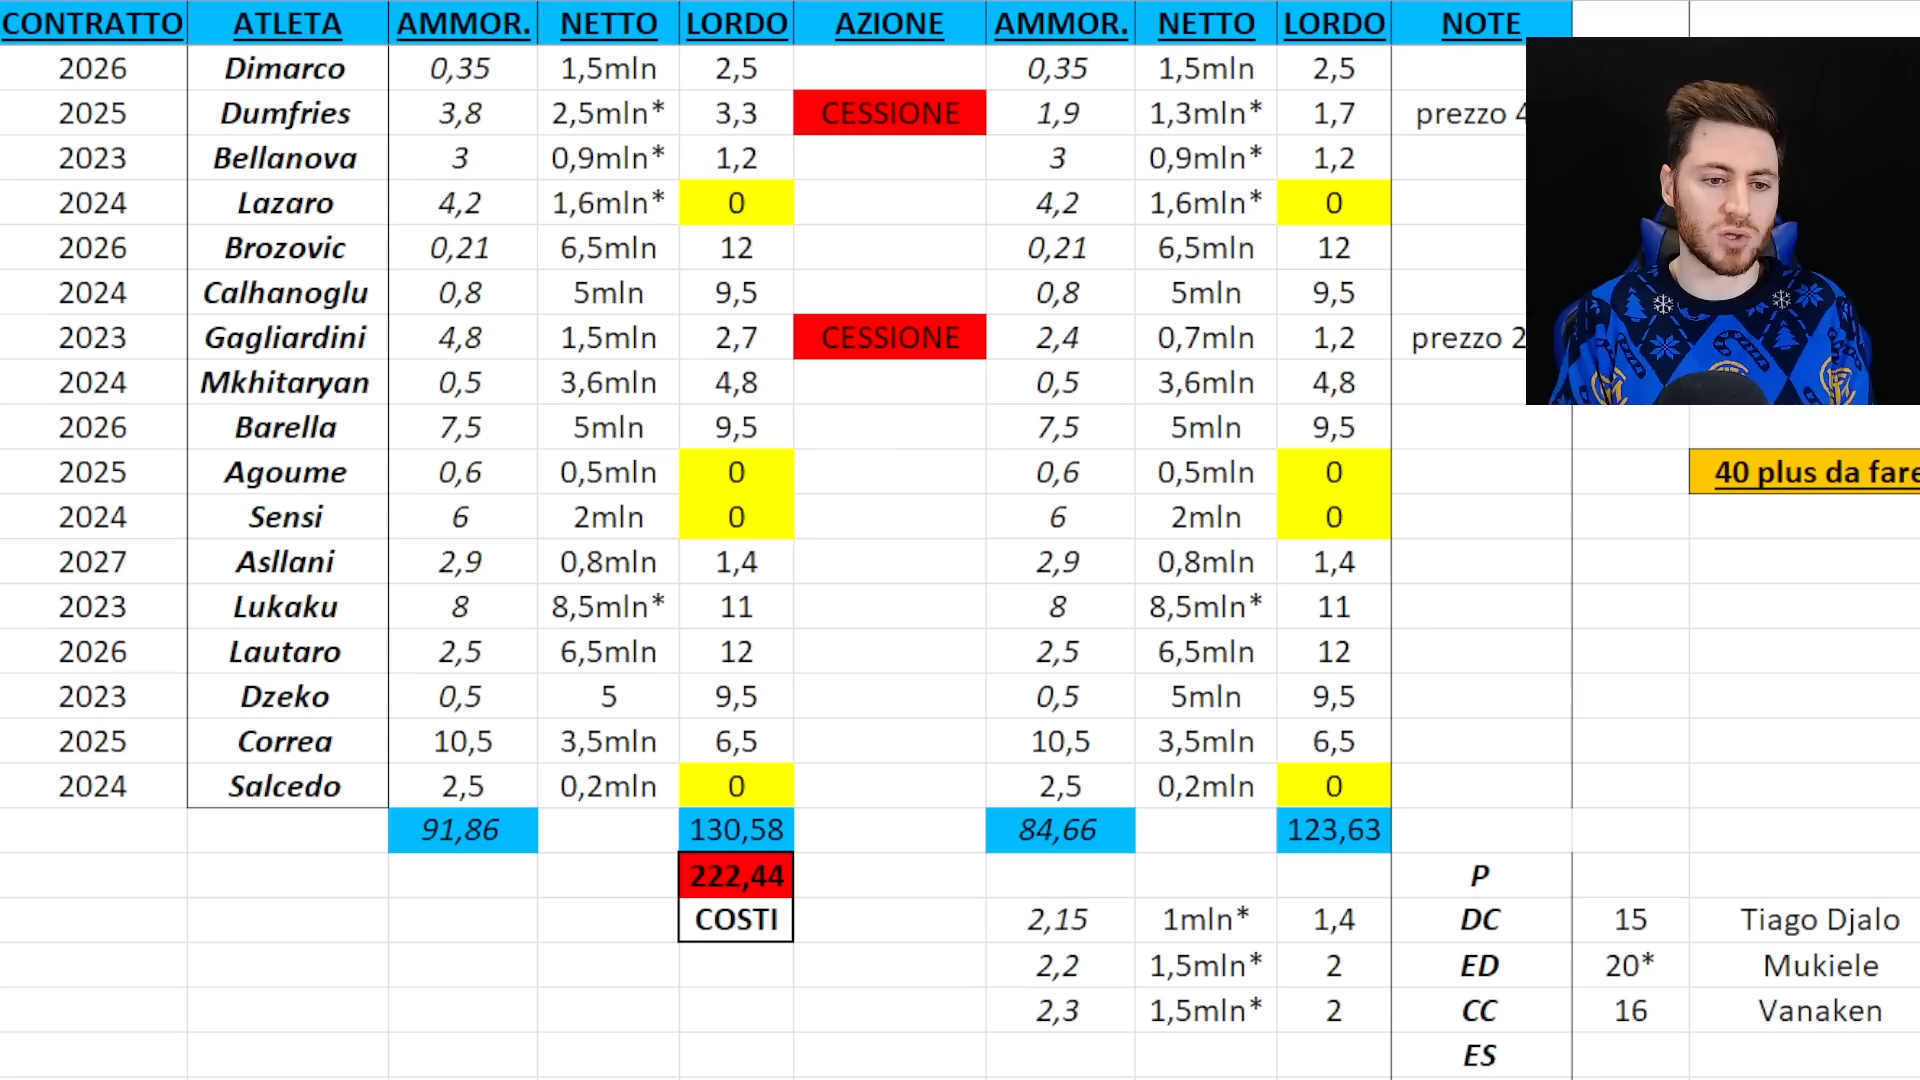 CONTRATTO ATLETA AMMOR. NETTO LORDO AZIONE AMMOR. NETTO LORDO NOTE
2026 Dimarco 0,35 1,5mln 2,5 0,35 1,5mln 2,5
2025 Dumfries 3,8 2,5mln* 3,3 CESSIONE 1,9 1,3mln* 1,7 prezzo 4
2023 Bellanova 3 0,9mln* 1,2 3 0,9mln* 1,2
2024 Lazaro 4,2 1,6mln* 0 4,2 1,6mln* 0
2026 Brozovic 0,21 6,5mln 12 0,21 6,5mln 12
2024 Calhanoglu 0,8 5mln 9,5 0,8 5mln 9,5
2023 Gagliardini 4,8 1,5mln 2,7 CESSIONE 2,4 0,7mln 1,2 prezzo 2
2024 Mkhitaryan 0,5 3,6mln 4,8 0,5 3,6mln 4,8
2026 Barella 7,5 5mln 9,5 7,5 5mln 9,5
2025 Agoume 0,6 0,5mln 0 0,6 0,5mln 0 40 plus da fare
2024 Sensi 6 2mln 0 6 2mln 0
2027 Asllani 2,9 0,8mln 1,4 2,9 0,8mln 1,4
2023 Lukaku 8 8,5mln* 11 8 8,5mln* 11
2026 Lautaro 2,5 6,5mln 12 2,5 6,5mln 12
2023 Dzeko 0,5 5 9,5 0,5 5mln 9,5
2025 Correa 10,5 3,5mln 6,5 10,5 3,5mln 6,5
2024 Salcedo 2,5 0,2mln 0 2,5 0,2mln 0
91,86 130,58 84,66 123,63
222,44 P
COSTI 2,15 1mln* 1,4 DC 15 Tiago Djalo
2,2 1,5mln* 2 ED 20* Mukiele
2,3 1,5mln* 2 CC 16 Vanaken
ES